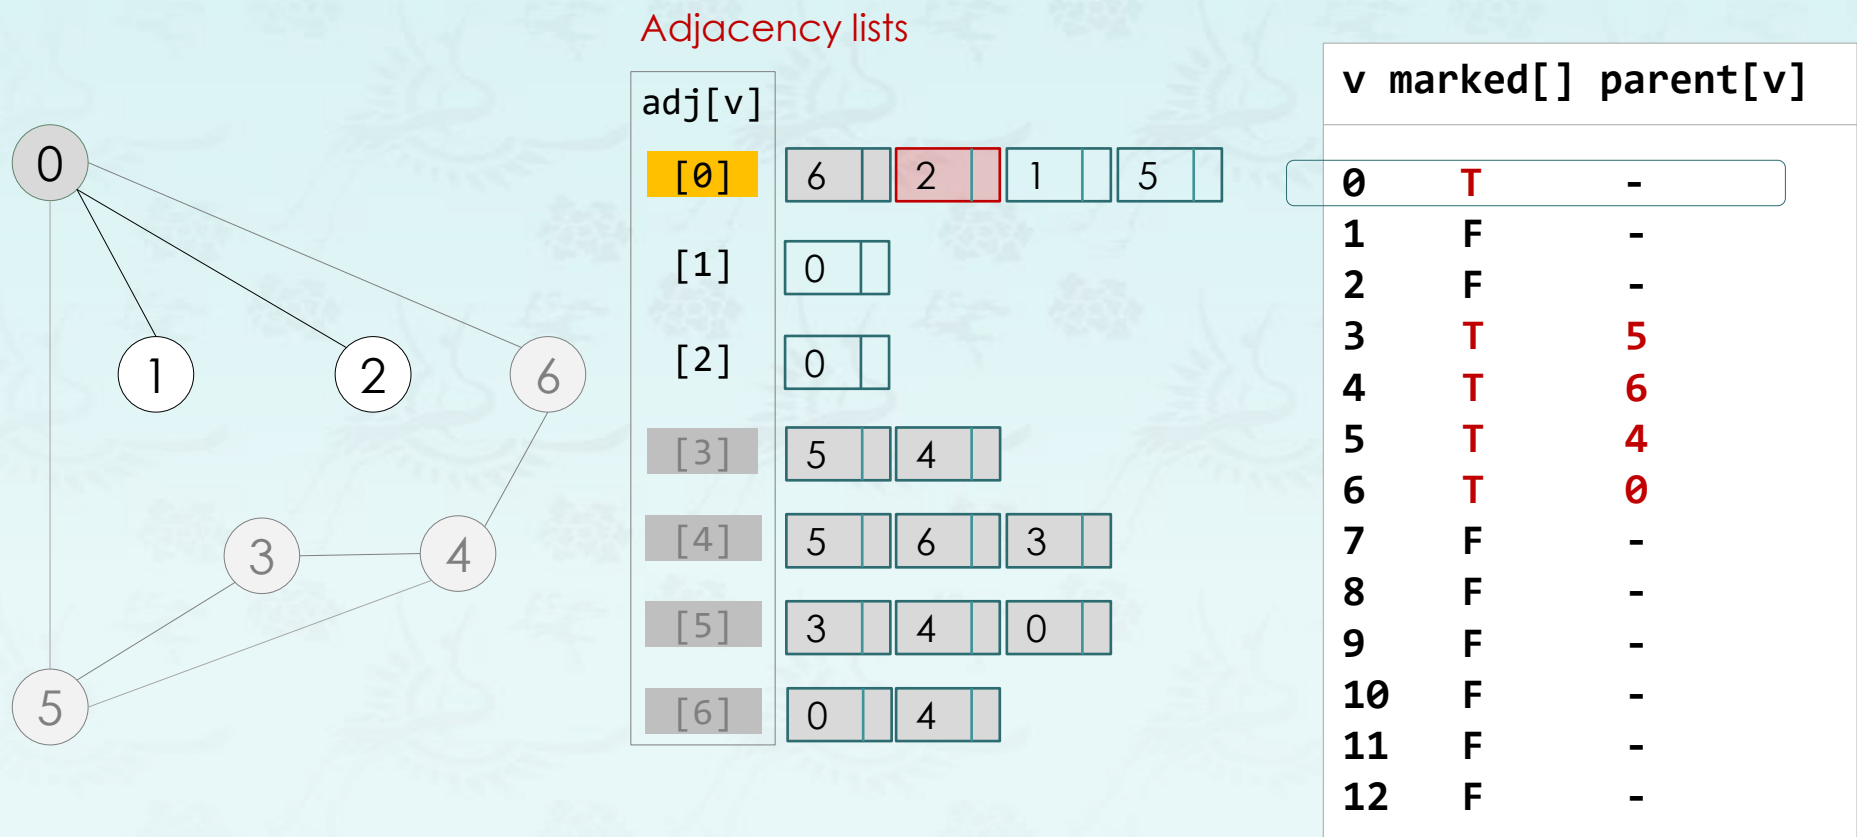 Adjacency lists
v marked[] parent[v]
adj[v]
0
[0] 6 2 1 5
0 T -
1 F -
[1] 0
2 F -
3 T 5
1 2 6
[2] 0
4 T 6
5 T 4
[3] 5 4
6 T 0
3 4
[4] 5 6 3
7 F -
8 F -
[5] 3 4 0
9 F -
10 F -
5
[6] 0 4
11 F -
12 F -